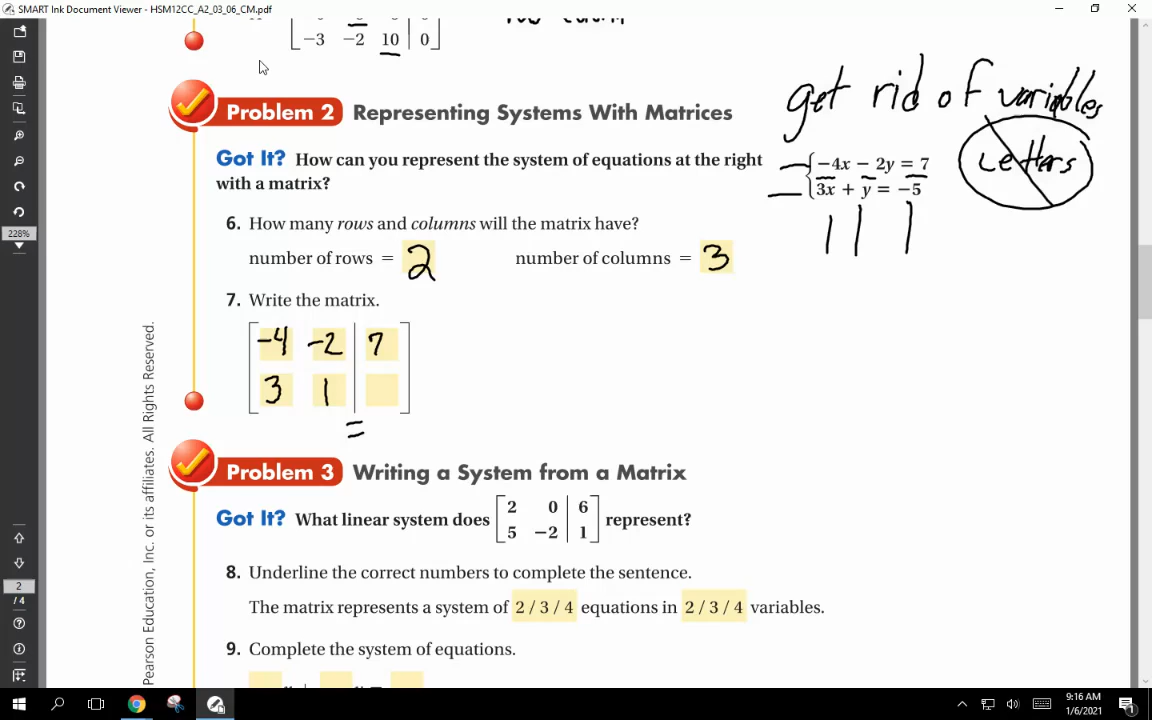 SMART Ink Document Viewer - HSM12CC_A2_03_06_CM.pdf
-3 -2 10 | 0
get rid of variables
Letters
Problem 2 Representing Systems With Matrices
Got It? How can you represent the system of equations at the right
with a matrix?
-4x - 2y = 7
3x + y = -5
6. How many rows and columns will the matrix have?
number of rows = 2 number of columns = 3
7. Write the matrix.
-4 -2 | 7
3 1 |
=
Problem 3 Writing a System from a Matrix
Got It? What linear system does [2 0 | 6
5 -2 | 1] represent?
8. Underline the correct numbers to complete the sentence.
The matrix represents a system of 2 / 3 / 4 equations in 2 / 3 / 4 variables.
9. Complete the system of equations.
Pearson Education, Inc. or its affiliates. All Rights Reserved.
228%
2
/ 4
9:16 AM
1/6/2021
1